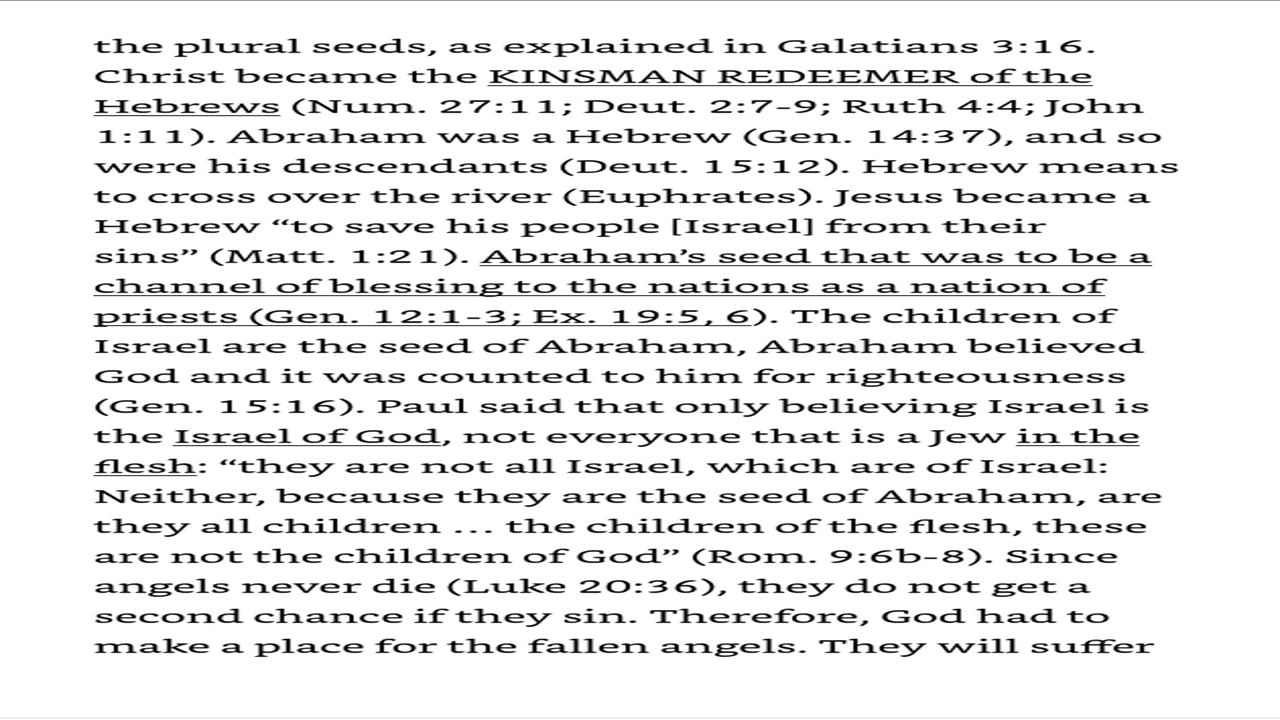 the plural seeds, as explained in Galatians 3:16.
Christ became the KINSMAN REDEEMER of the
Hebrews (Num. 27:11; Deut. 2:7-9; Ruth 4:4; John
1:11). Abraham was a Hebrew (Gen. 14:37), and so
were his descendants (Deut. 15:12). Hebrew means
to cross over the river (Euphrates). Jesus became a
Hebrew “to save his people [Israel] from their
sins” (Matt. 1:21). Abraham’s seed that was to be a
channel of blessing to the nations as a nation of
priests (Gen. 12:1-3; Ex. 19:5, 6). The children of
Israel are the seed of Abraham, Abraham believed
God and it was counted to him for righteousness
(Gen. 15:16). Paul said that only believing Israel is
the Israel of God, not everyone that is a Jew in the
flesh: “they are not all Israel, which are of Israel:
Neither, because they are the seed of Abraham, are
they all children ... the children of the flesh, these
are not the children of God” (Rom. 9:6b-8). Since
angels never die (Luke 20:36), they do not get a
second chance if they sin. Therefore, God had to
make a place for the fallen angels. They will suffer